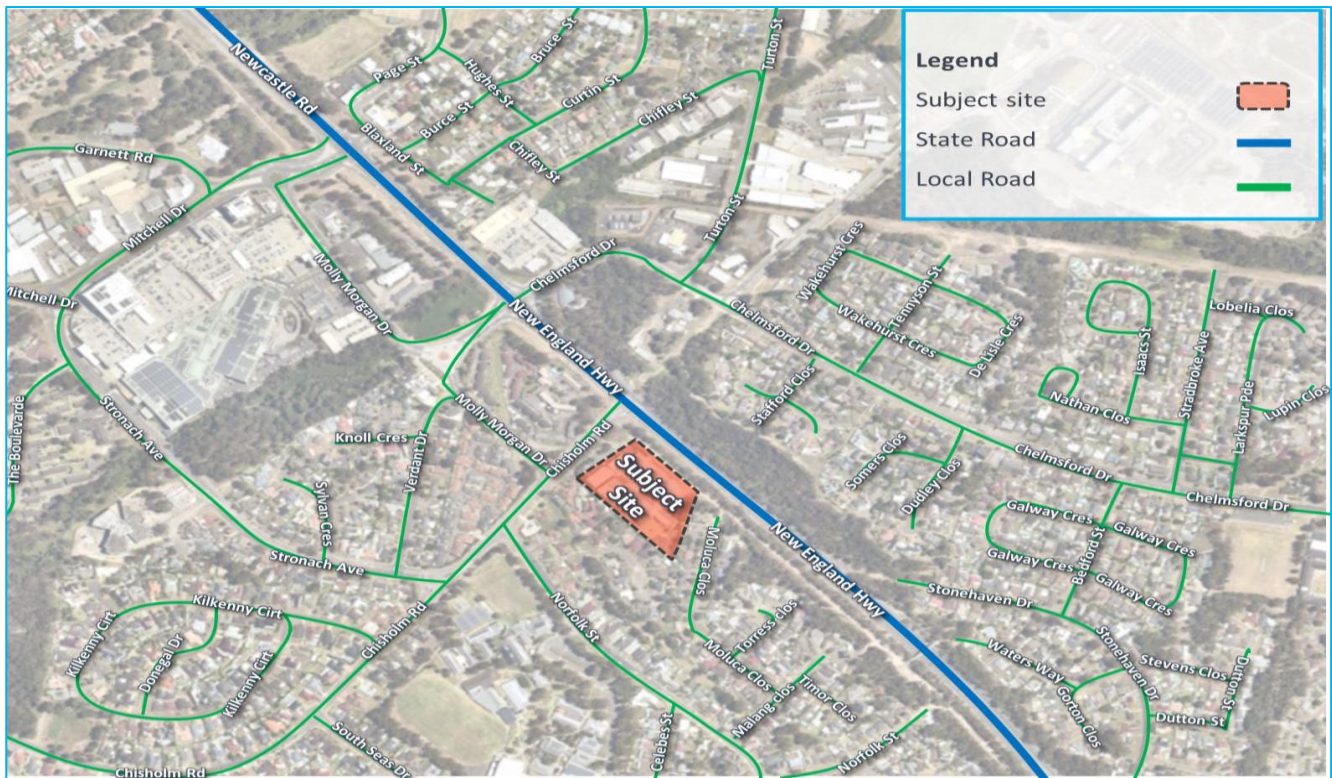 Legend
Subject site
State Road
Local Road
Newcastle Rd
Page St
Hughes St
Bruce St
Curtin St
Turton St
Burce St
Chifley St
Blaxland St
Chifley St
Garnett Rd
Mitchell Dr
Turton St
Molly Morgan Dr
Chelmsford Dr
Wakehurst Cres
Tennyson St
Wakehurst Cres
De Lisle Cres
Mitchell Dr
New England Hwy
Chelmsford Dr
Isaacs St
Stradbroke Ave
Lobelia Clos
Larkspur Pde
Lupin Clos
Nathan Clos
Stafford Clos
The Boulevarde
Stronach Ave
Knoll Cres
Verdant Dr
Molly Morgan Dr
Chisholm Rd
Subject
Site
Somers Clos
Dudley Clos
Chelmsford Dr
Chelmsford Dr
Sylvan Cres
Moluca Clos
New England Hwy
Galway Cres
Galway Cres
Bedford St
Galway Cres
Galway Cres
Stronach Ave
Stonehaven Dr
Kilkenny Cirt
Kilkenny Cirt
Donegal Dr
Kilkenny Cirt
Chisholm Rd
Norfolk St
Torress Clos
Moluca Clos
Malang Clos
Timor Clos
Waters Way
Gorton Clos
Stonehaven Dr
Stevens Clos
Dutton St
Dutton St
South Seas Dr
Celebes St
Norfolk St
Chisholm Rd